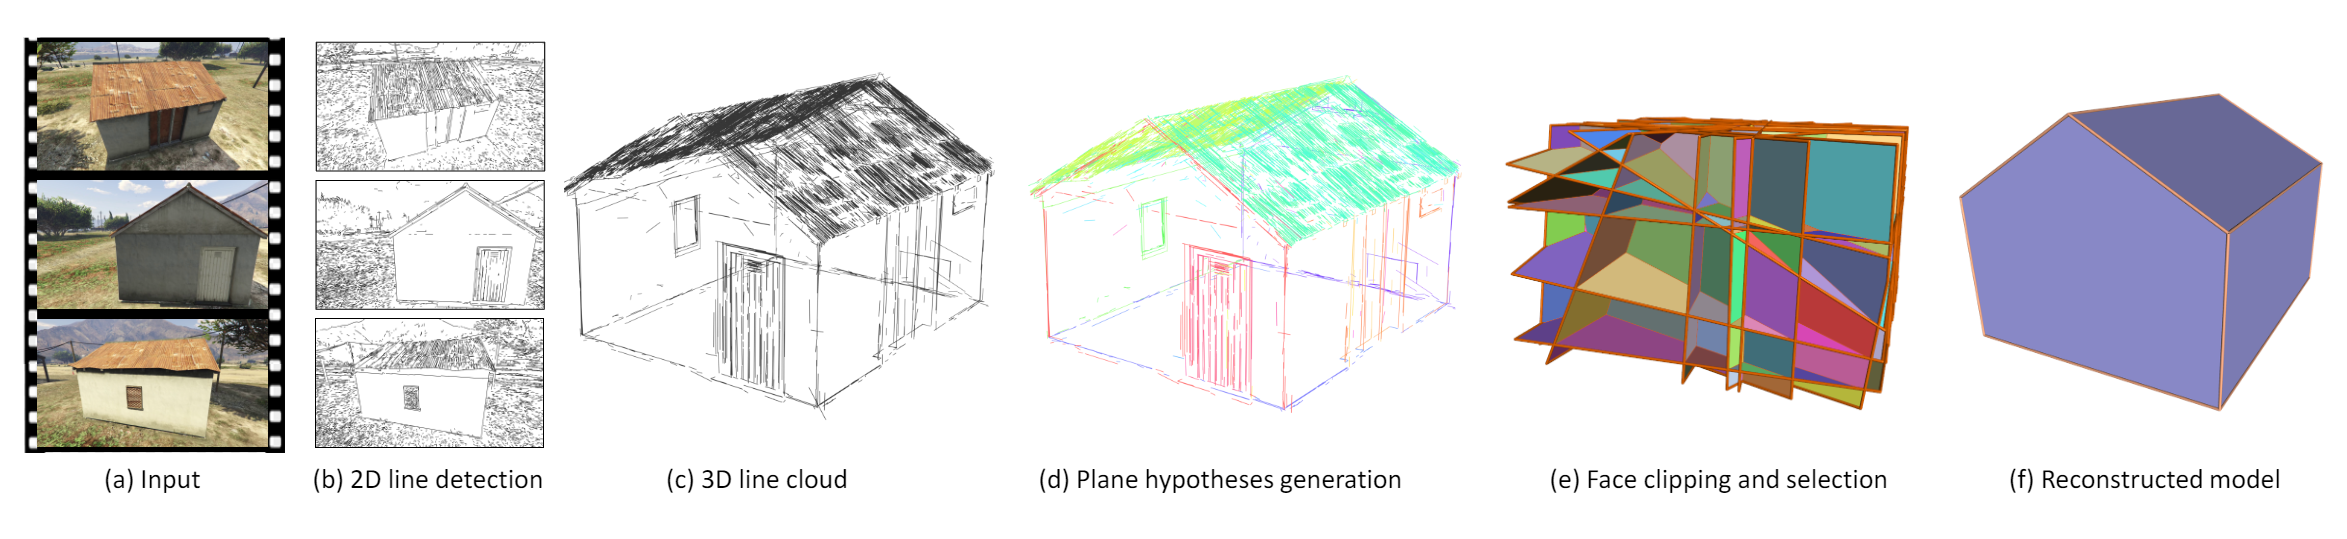 (a) Input
(b) 2D line detection
(c) 3D line cloud
(d) Plane hypotheses generation
(e) Face clipping and selection
(f) Reconstructed model